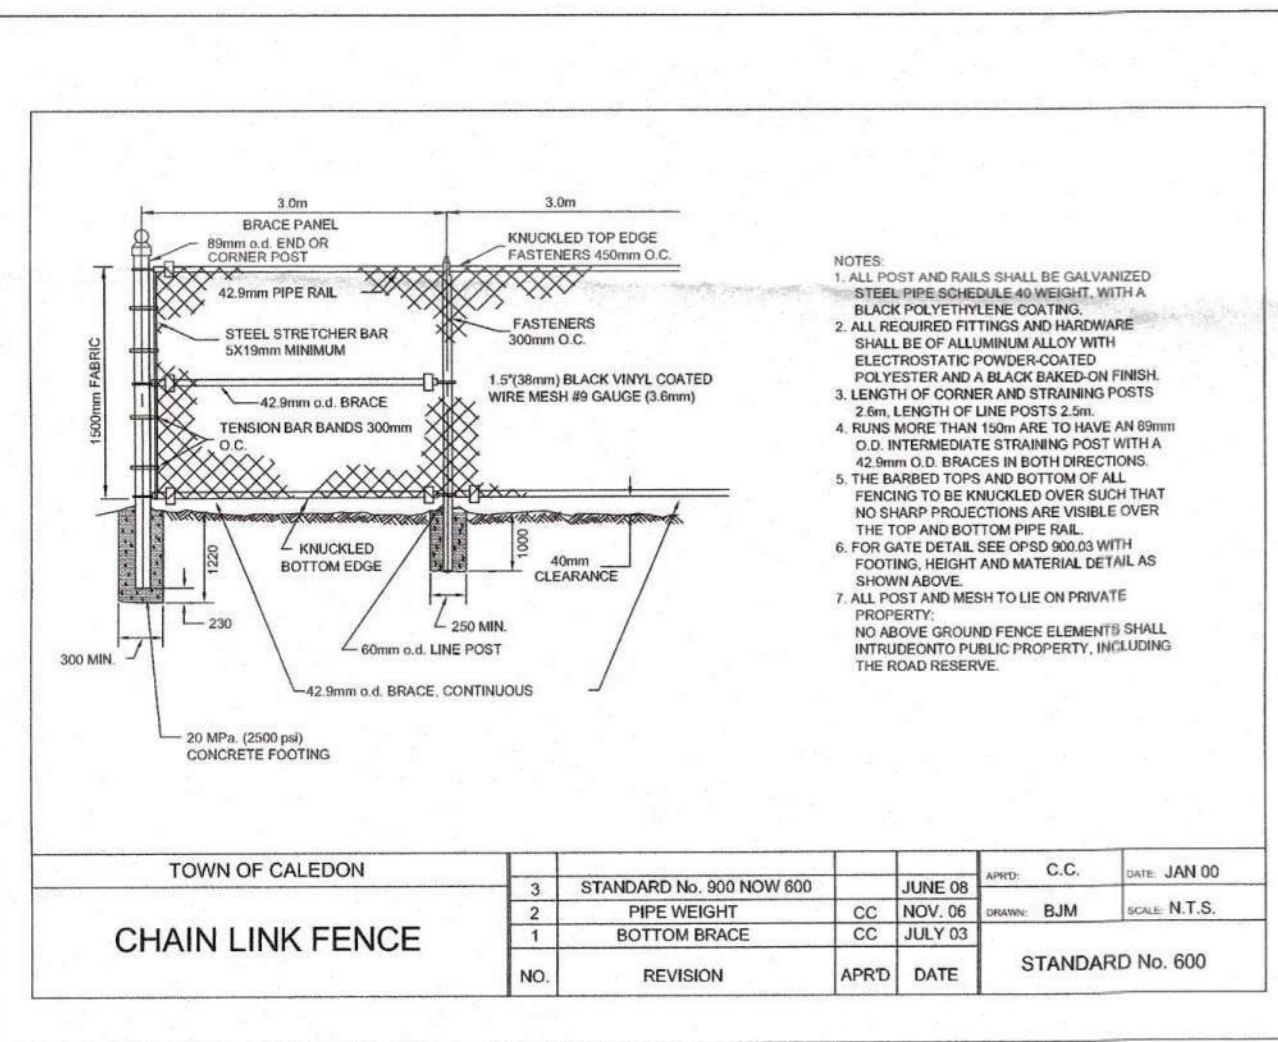 3.0m
3.0m
BRACE PANEL
89mm o.d. END OR
CORNER POST
KNUCKLED TOP EDGE
FASTENERS 450mm O.C.
42.9mm PIPE RAIL
FASTENERS
300mm O.C.
STEEL STRETCHER BAR
5X19mm MINIMUM
1500mm FABRIC
1.5"(38mm) BLACK VINYL COATED
WIRE MESH #9 GAUGE (3.6mm)
42.9mm o.d. BRACE
TENSION BAR BANDS 300mm
O.C.
KNUCKLED
BOTTOM EDGE
1220
1000
40mm
CLEARANCE
230
250 MIN.
300 MIN.
60mm o.d. LINE POST
42.9mm o.d. BRACE, CONTINUOUS
20 MPa. (2500 psi)
CONCRETE FOOTING
NOTES:
1. ALL POST AND RAILS SHALL BE GALVANIZED
STEEL PIPE SCHEDULE 40 WEIGHT, WITH A
BLACK POLYETHYLENE COATING.
2. ALL REQUIRED FITTINGS AND HARDWARE
SHALL BE OF ALLUMINUM ALLOY WITH
ELECTROSTATIC POWDER-COATED
POLYESTER AND A BLACK BAKED-ON FINISH.
3. LENGTH OF CORNER AND STRAINING POSTS
2.6m, LENGTH OF LINE POSTS 2.5m.
4. RUNS MORE THAN 150m ARE TO HAVE AN 89mm
O.D. INTERMEDIATE STRAINING POST WITH A
42.9mm O.D. BRACES IN BOTH DIRECTIONS.
5. THE BARBED TOPS AND BOTTOM OF ALL
FENCING TO BE KNUCKLED OVER SUCH THAT
NO SHARP PROJECTIONS ARE VISIBLE OVER
THE TOP AND BOTTOM PIPE RAIL.
6. FOR GATE DETAIL SEE OPSD 900.03 WITH
FOOTING, HEIGHT AND MATERIAL DETAIL AS
SHOWN ABOVE.
7. ALL POST AND MESH TO LIE ON PRIVATE
PROPERTY:
NO ABOVE GROUND FENCE ELEMENTS SHALL
INTRUDEONTO PUBLIC PROPERTY, INCLUDING
THE ROAD RESERVE.
TOWN OF CALEDON
CHAIN LINK FENCE
3 STANDARD No. 900 NOW 600 JUNE 08
2 PIPE WEIGHT CC NOV. 06
1 BOTTOM BRACE CC JULY 03
NO. REVISION APR'D DATE
APR'D: C.C. DATE: JAN 00
DRAWN: BJM SCALE: N.T.S.
STANDARD No. 600